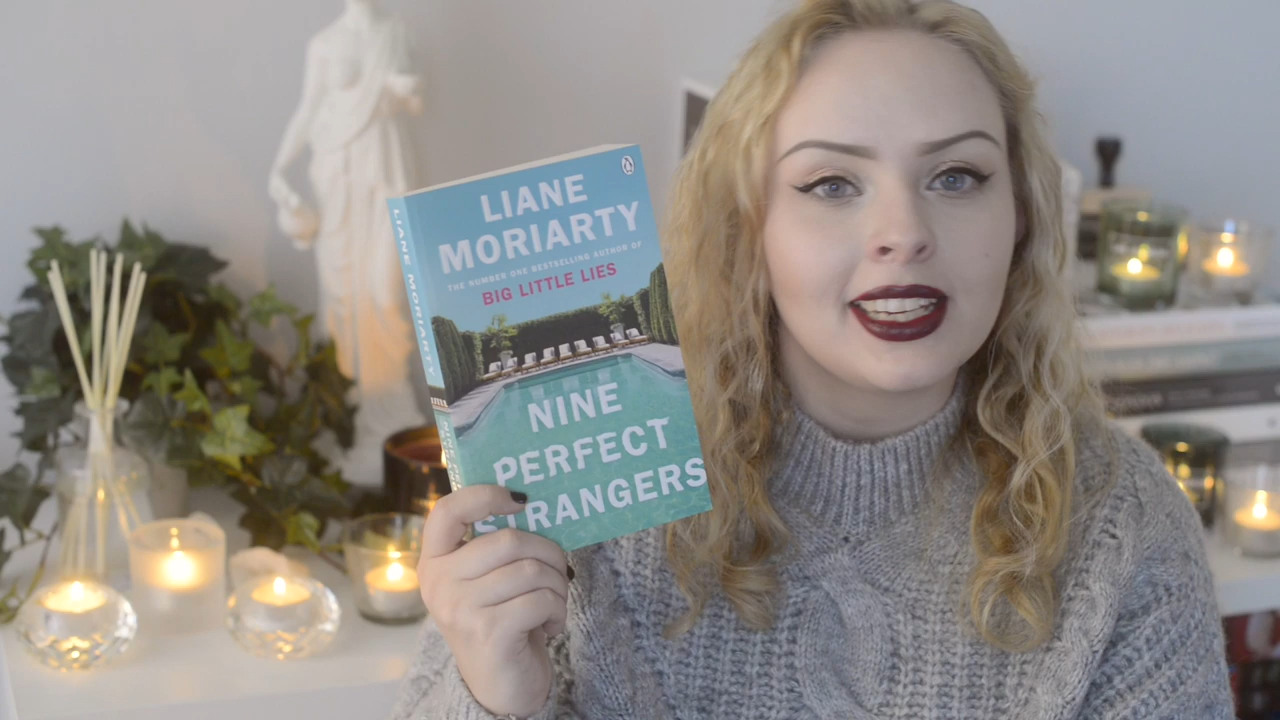 LIANE
MORIARTY
THE NUMBER ONE BESTSELLING AUTHOR OF
BIG LITTLE LIES
NINE
PERFECT
STRANGERS
LIANE MORIARTY